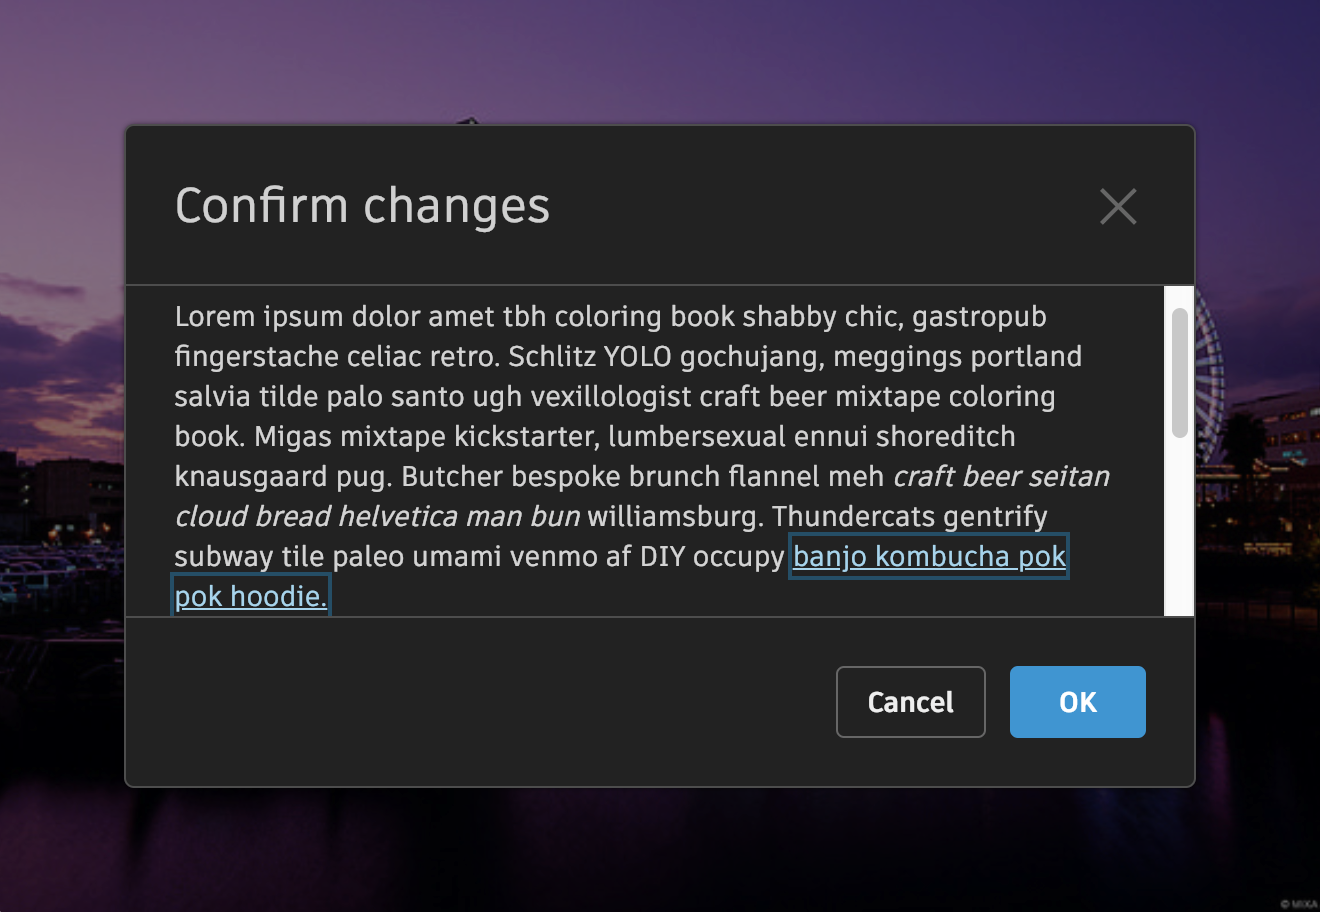 Confirm changes
Lorem ipsum dolor amet tbh coloring book shabby chic, gastropub
fingerstache celiac retro. Schlitz YOLO gochujang, meggings portland
salvia tilde palo santo ugh vexillologist craft beer mixtape coloring
book. Migas mixtape kickstarter, lumbersexual ennui shoreditch
knausgaard pug. Butcher bespoke brunch flannel meh craft beer seitan
cloud bread helvetica man bun williamsburg. Thundercats gentrify
subway tile paleo umami venmo af DIY occupy banjo kombucha pok
pok hoodie.
Cancel OK
© MIXA